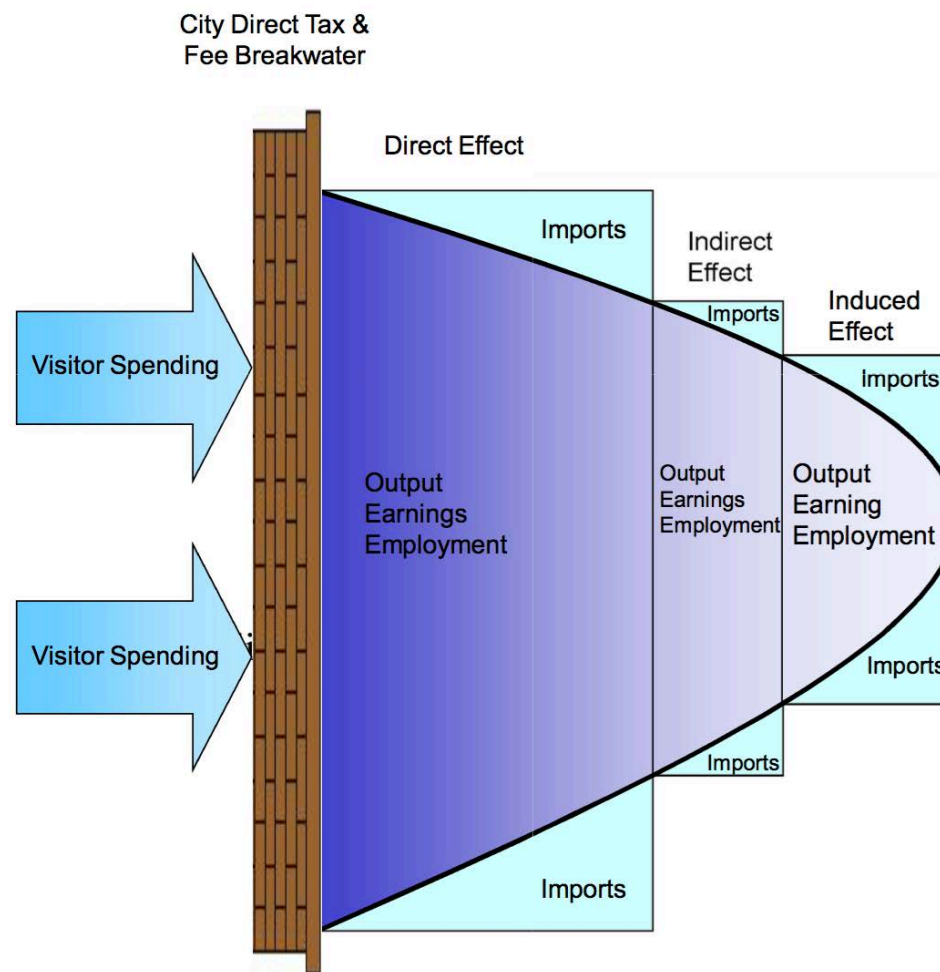 City Direct Tax &
Fee Breakwater
Direct Effect
Imports
Indirect
Effect
Imports
Induced
Effect
Imports
Visitor Spending
Output
Earnings
Employment
Output
Earnings
Employment
Output
Earning
Employment
Visitor Spending
Imports
Imports
Imports